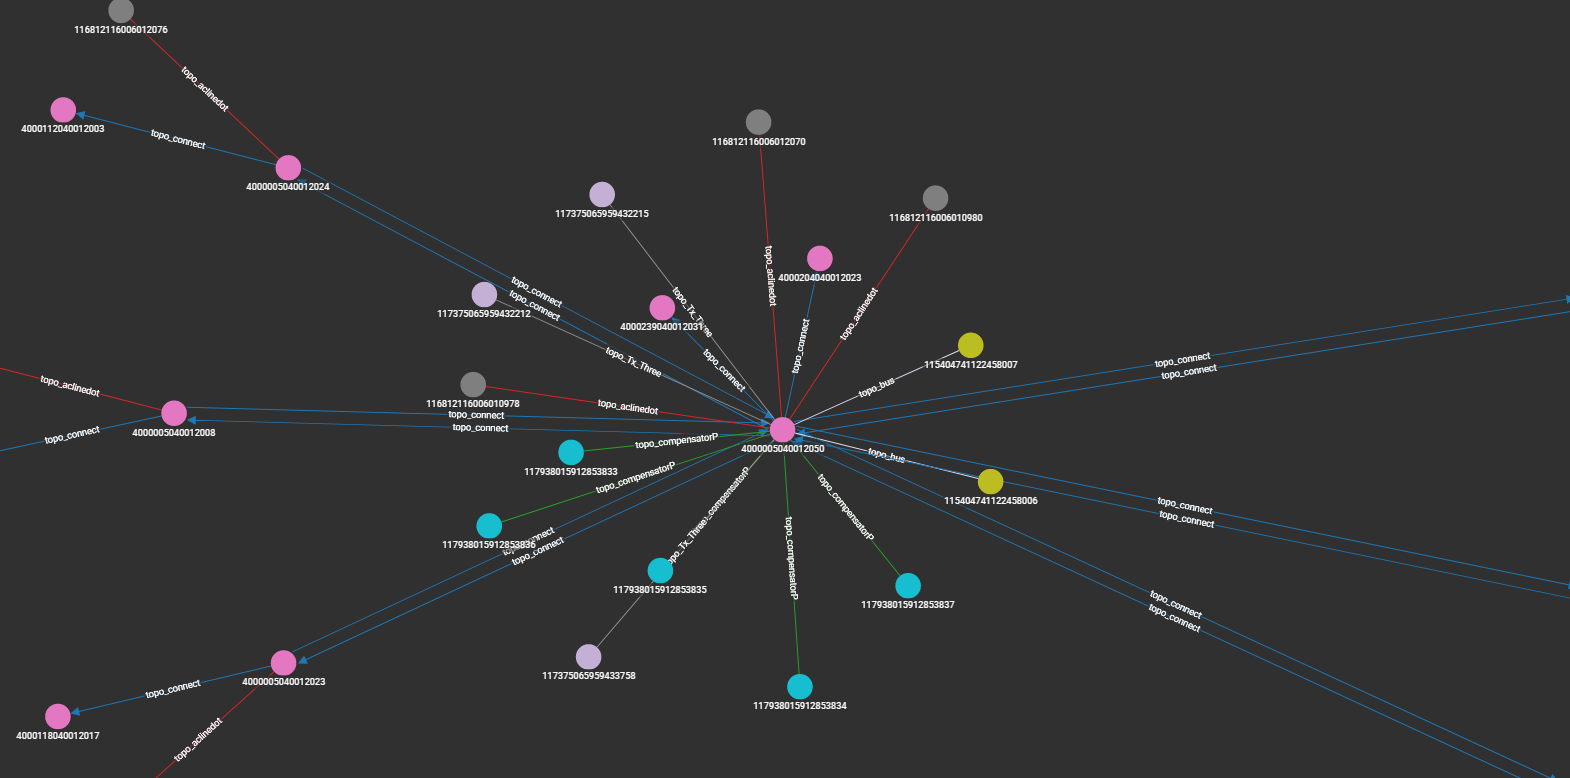 116812116006012076
topo_aclinedot
4000112040012003
topo_connect
116812116006012070
4000005040012024
117375065959432215
116812116006010980
topo_aclinedot
4000204040012023
topo_connect
topo_connect
117375065959432212
topo_Tx_Three
4000239040012031
topo_aclinedot
topo_connect
topo_connect
topo_Tx_Three
115404741122458007
topo_connect
topo_connect
topo_aclinedot
topo_bus
116812116006010978
topo_aclinedot
topo_connect
topo_connect
4000005040012008
topo_connect
topo_compensatorP
4000005040012050
topo_bus
117938015912853833
topo_compensatorP
115404741122458006
topo_compensatorP
topo_connect
topo_connect
117938015912853836
topo_connect
topo_connect
topo_Tx_Three
topo_compensatorP
topo_compensatorP
117938015912853835
117938015912853837
topo_connect
topo_connect
117375065959433758
4000005040012023
topo_connect
117938015912853834
4000118040012017
topo_aclinedot